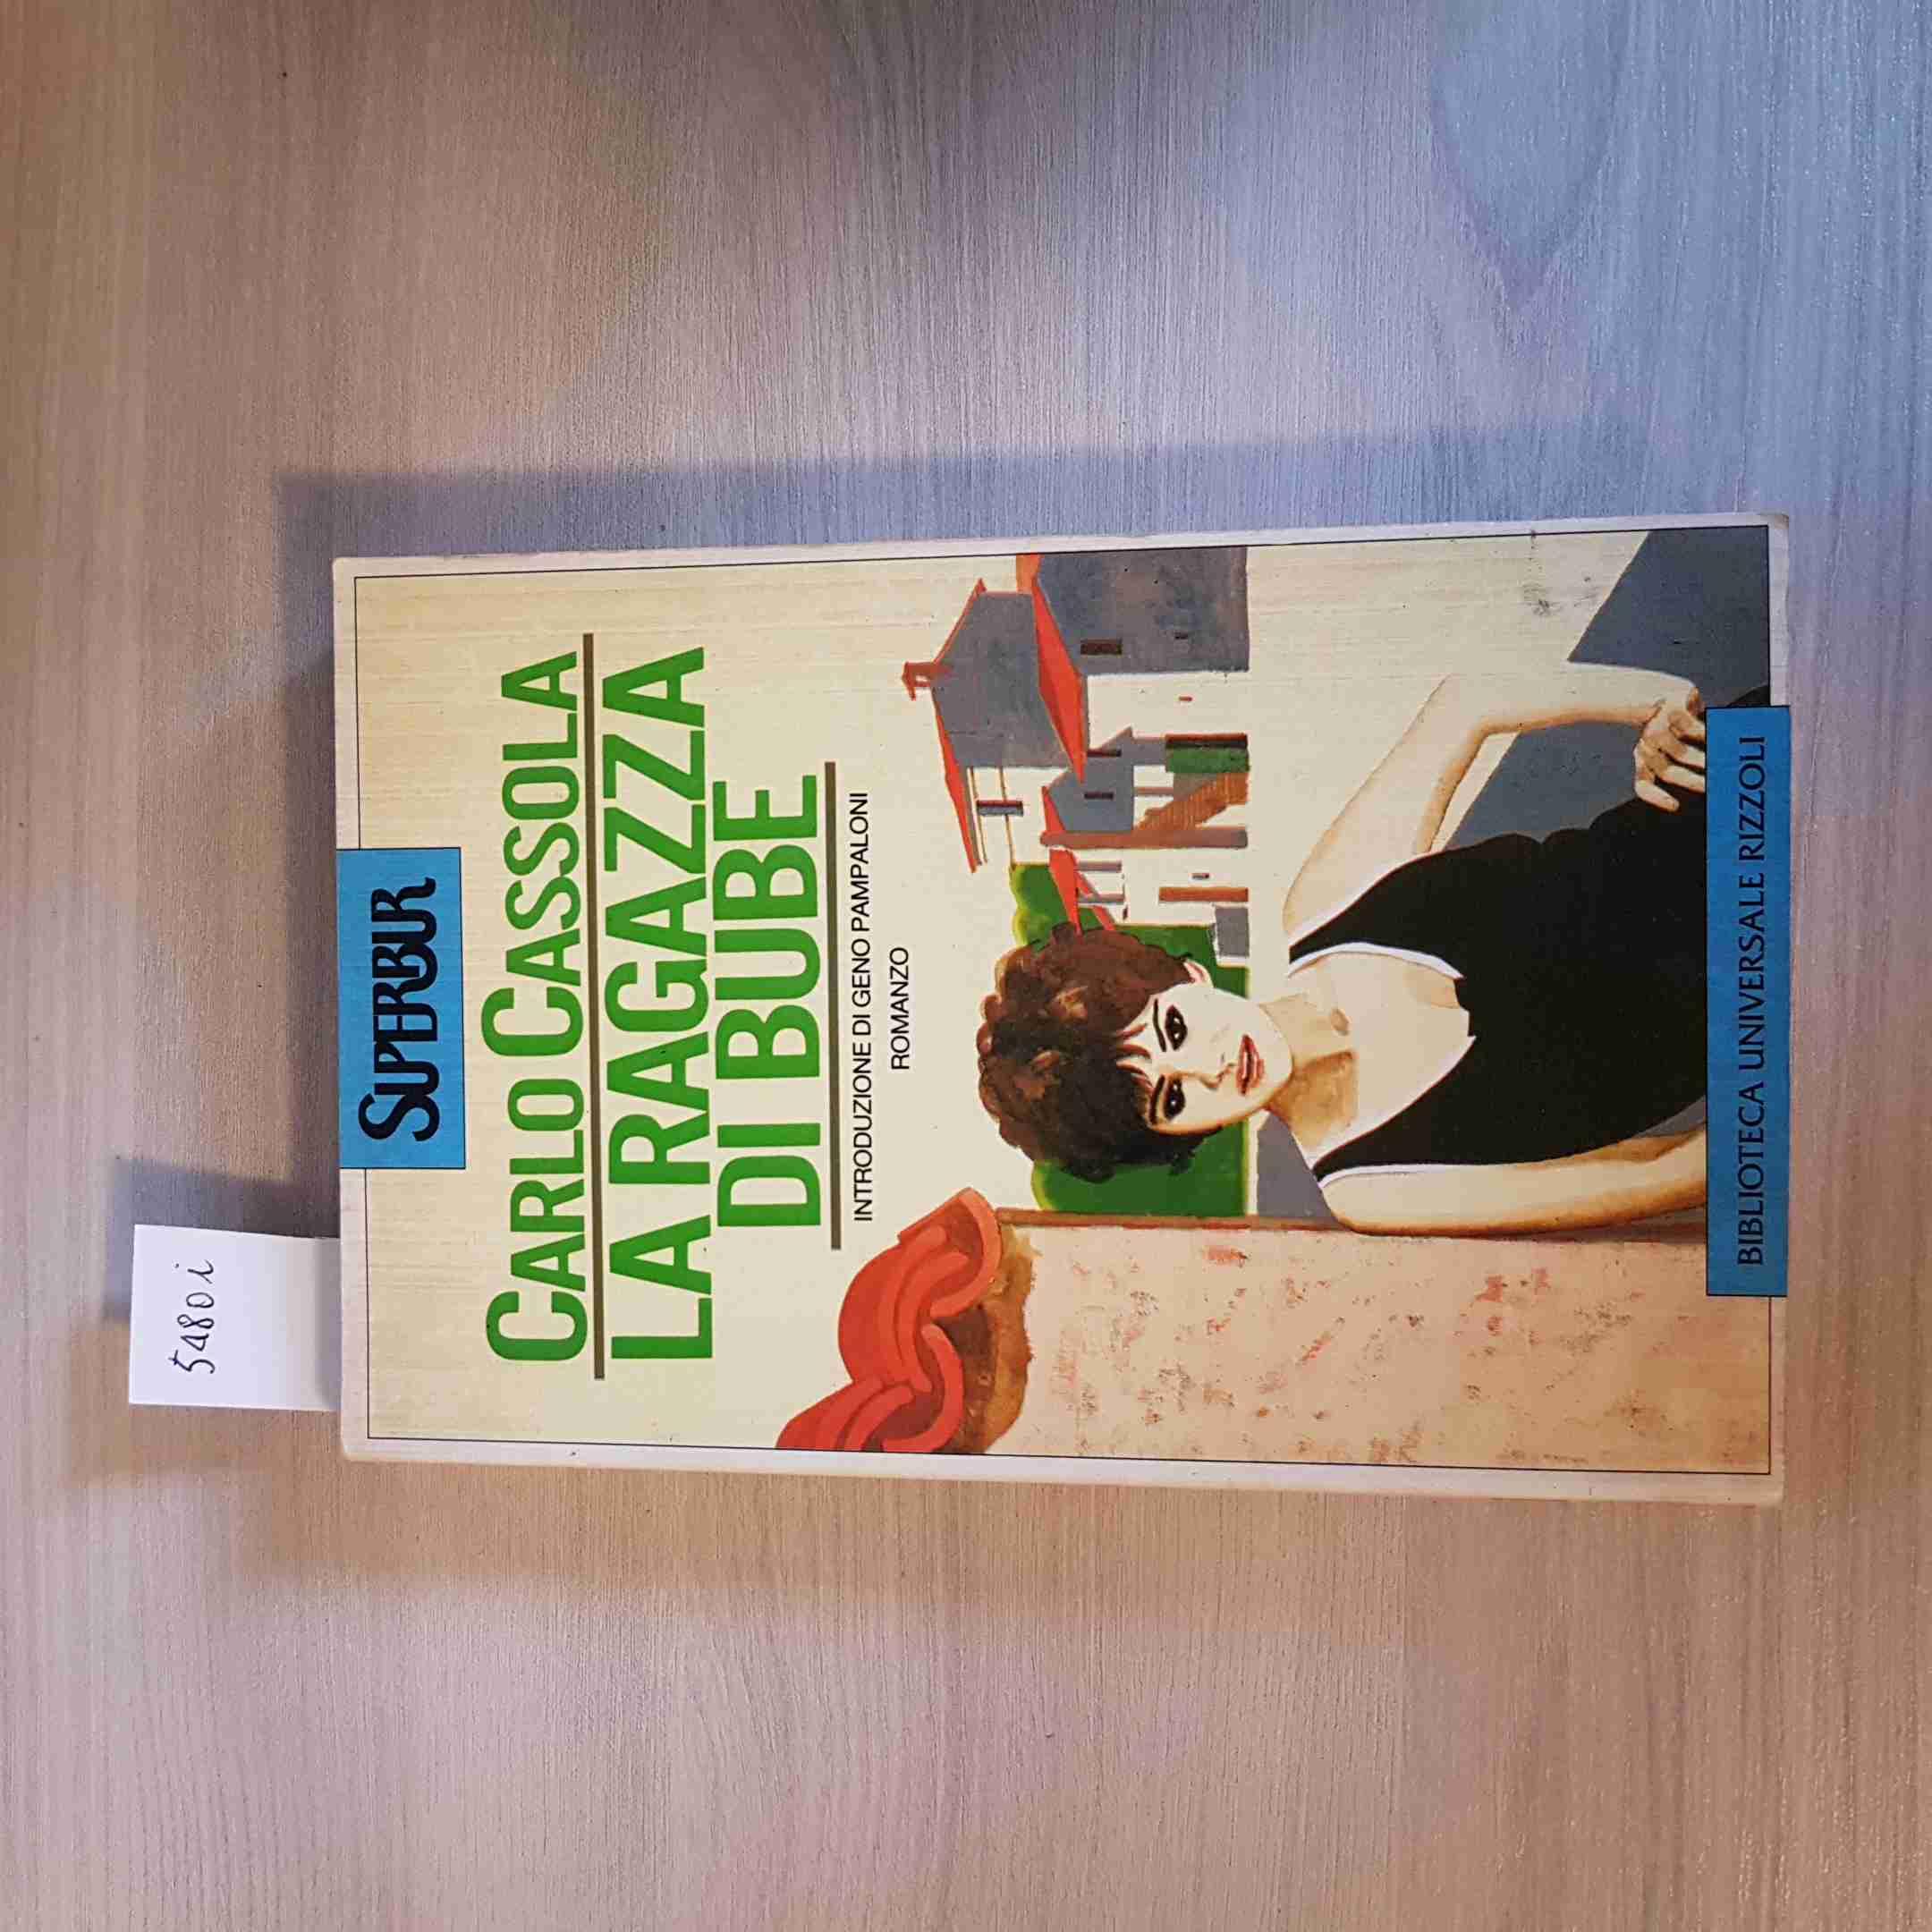 5480i
SUPERBUR
CARLO CASSOLA
LA RAGAZZA
DI BUBE
INTRODUZIONE DI GENO PAMPALONI
ROMANZO
BIBLIOTECA UNIVERSALE RIZZOLI